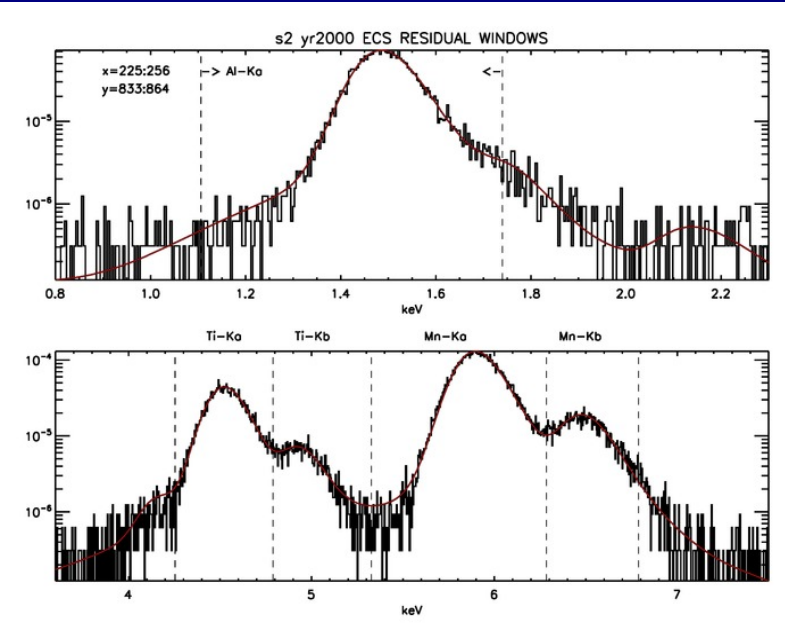 s2 yr2000 ECS RESIDUAL WINDOWS
x=225:256
y=833:864
-> Al-Ka
<-
10^-5
10^-6
0.8 1.0 1.2 1.4 1.6 1.8 2.0 2.2
keV
Ti-Ka Ti-Kb Mn-Ka Mn-Kb
10^-4
10^-5
10^-6
4 5 6 7
keV